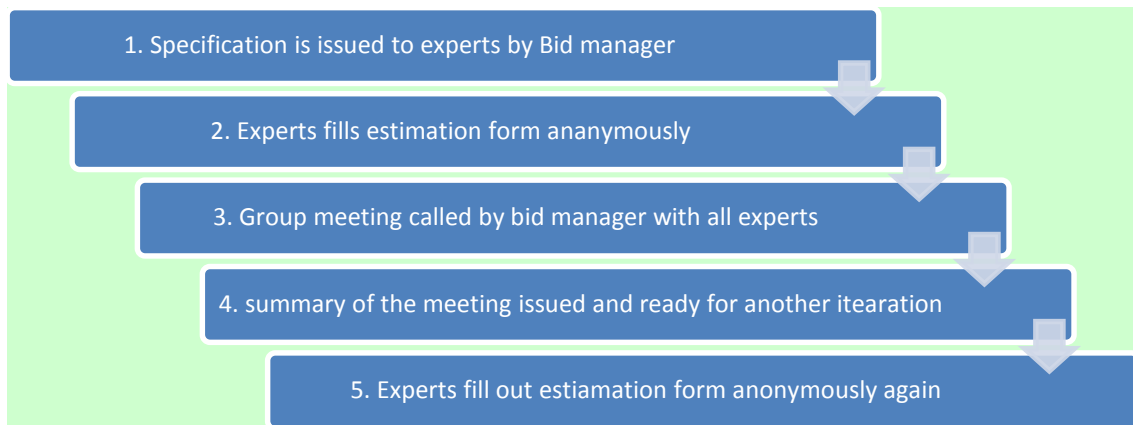 1. Specification is issued to experts by Bid manager
2. Experts fills estimation form ananymously
3. Group meeting called by bid manager with all experts
4. summary of the meeting issued and ready for another itearation
5. Experts fill out estiamation form anonymously again